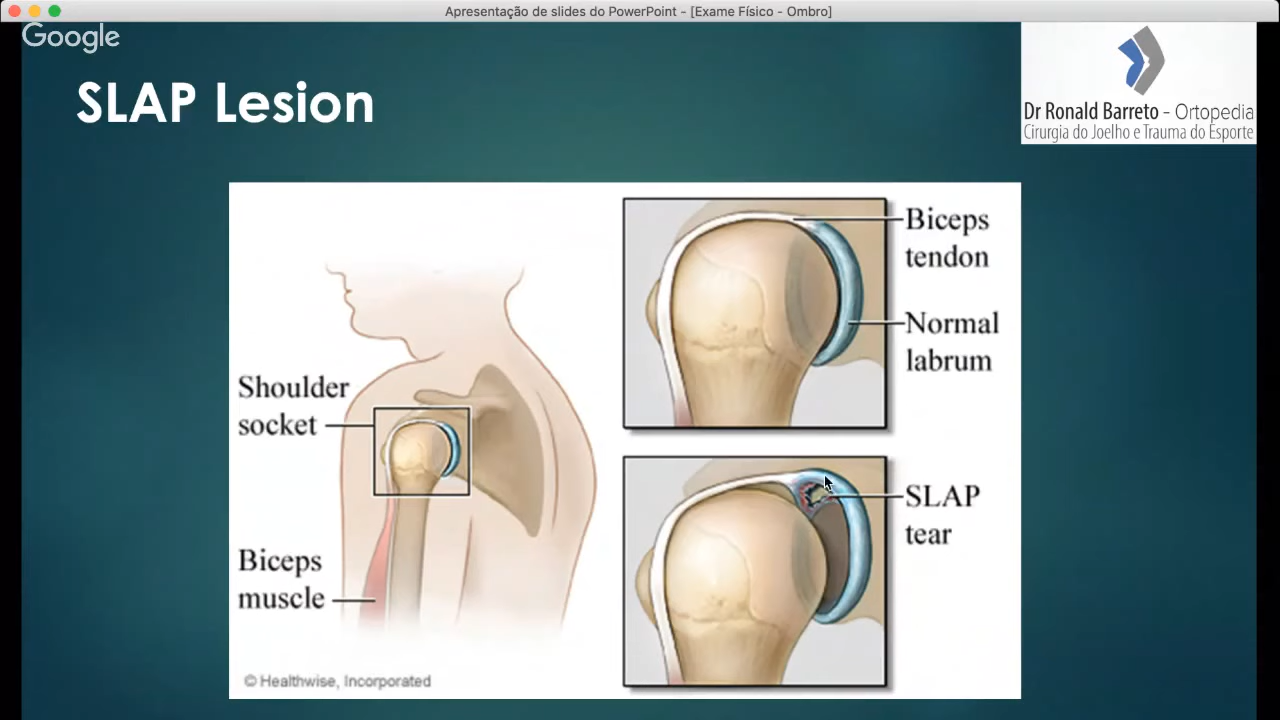 Apresentação de slides do PowerPoint - [Exame Físico - Ombro]
Google
SLAP Lesion
Dr Ronald Barreto - Ortopedia
Cirurgia do Joelho e Trauma do Esporte
Biceps
tendon
Normal
labrum
Shoulder
socket
SLAP
tear
Biceps
muscle
© Healthwise, Incorporated